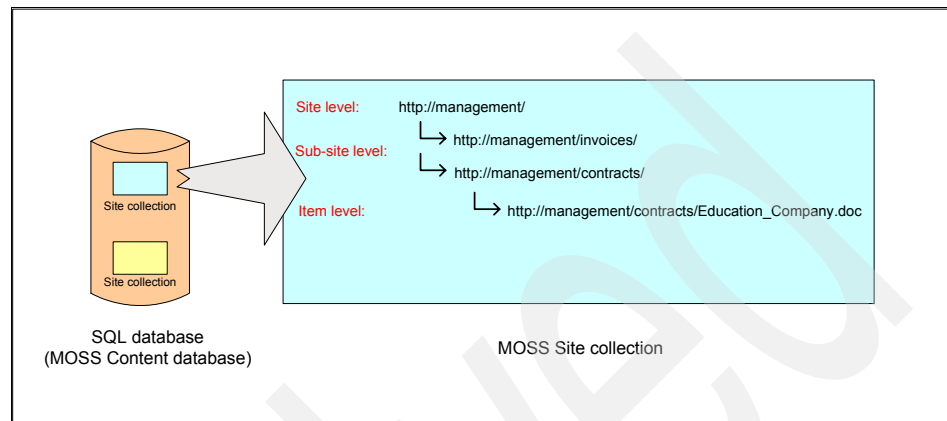 Site level: http://management/
http://management/invoices/
Sub-site level:
http://management/contracts/
Item level: http://management/contracts/Education_Company.doc
Site collection
Site collection
SQL database
(MOSS Content database)
MOSS Site collection